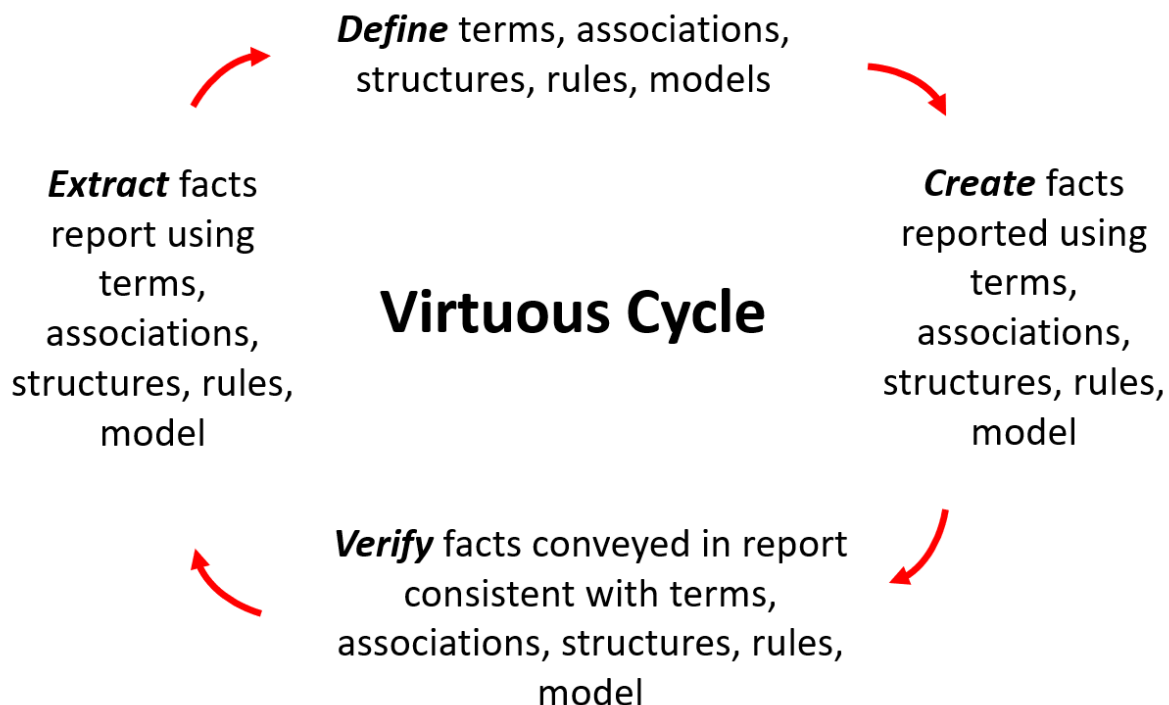 Define terms, associations,
structures, rules, models
Extract facts
report using
terms,
associations,
structures, rules,
model
Virtuous Cycle
Create facts
reported using
terms,
associations,
structures, rules,
model
Verify facts conveyed in report
consistent with terms,
associations, structures, rules,
model